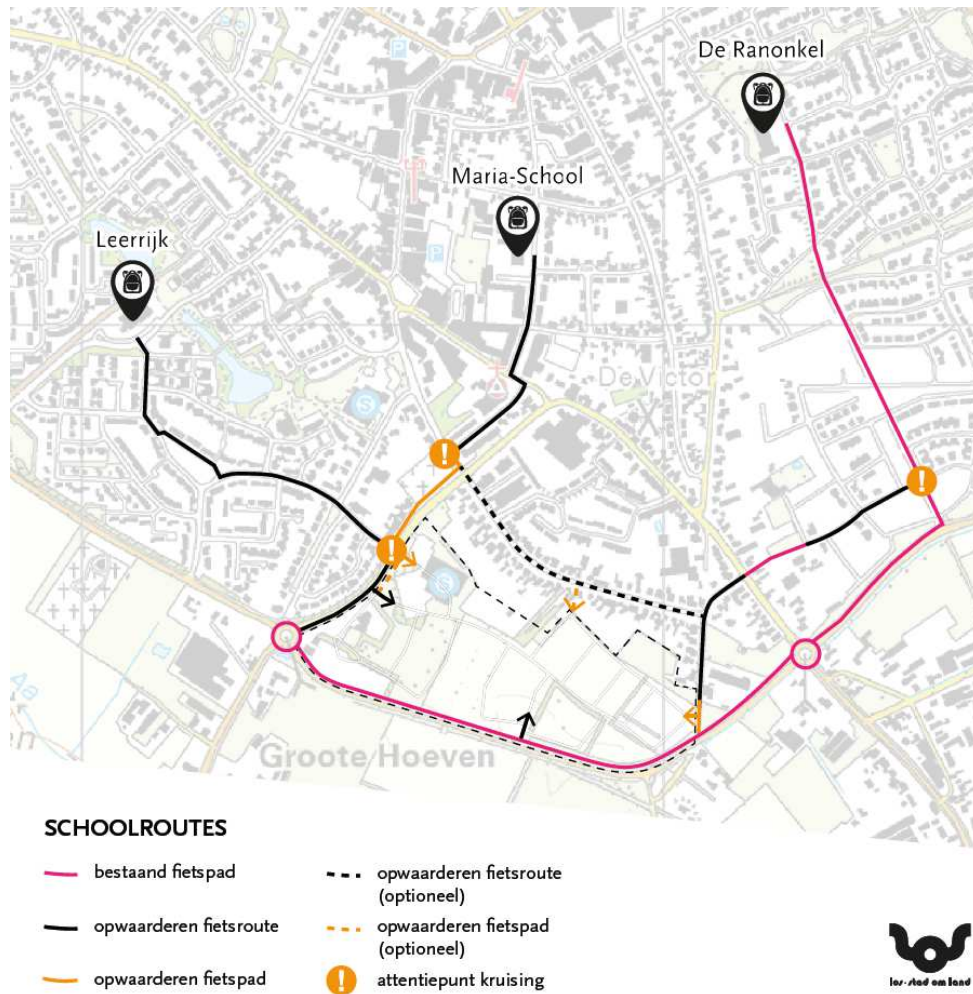 De Ranonkel
Maria-School
Leerrijk
De Victor
Aa
Groote Hoeven
SCHOOLROUTES
bestaand fietspad
opwaarderen fietsroute
opwaarderen fietspad
opwaarderen fietsroute
(optioneel)
opwaarderen fietspad
(optioneel)
attentiepunt kruising
los·stad om land